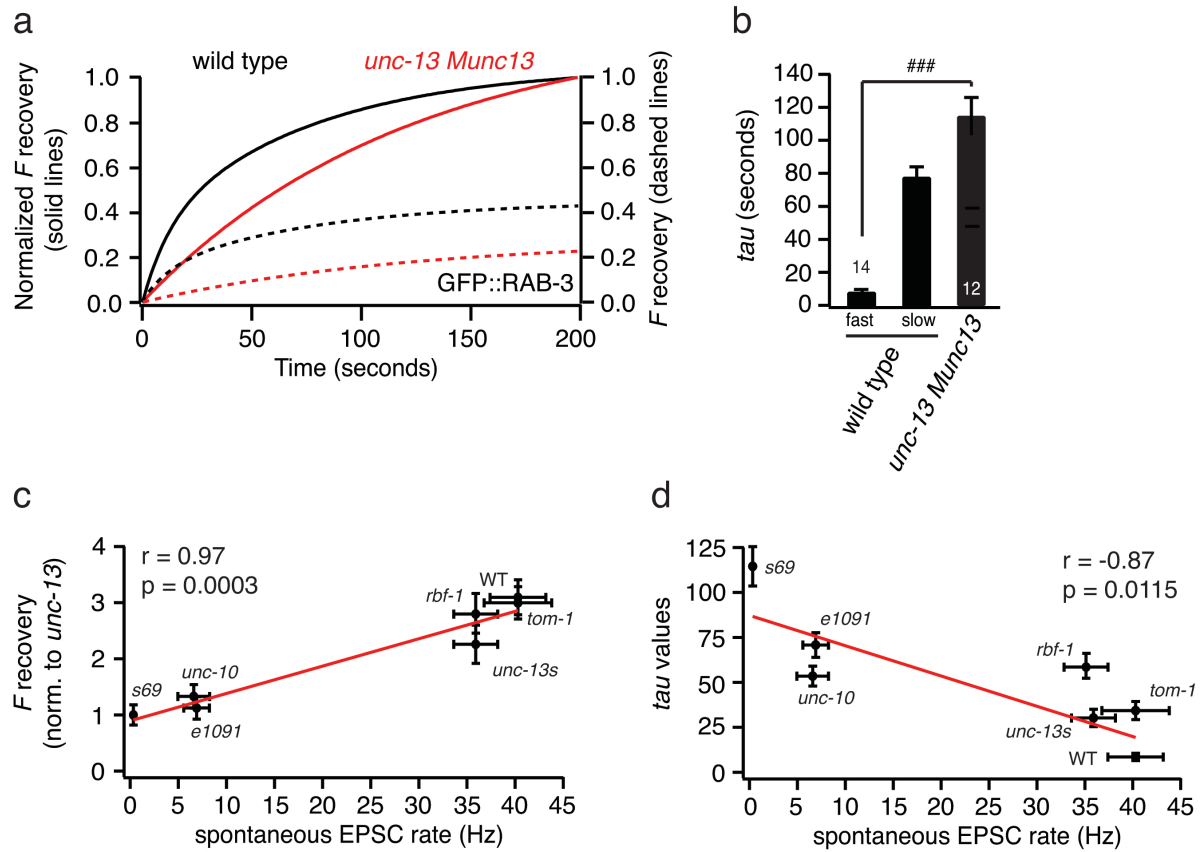 a
wild type
unc-13 Munc13
Normalized F recovery
(solid lines)
1.0
0.8
0.6
0.4
0.2
0.0
1.0
0.8
0.6
0.4
0.2
0.0
F recovery (dashed lines)
GFP::RAB-3
0
50
100
150
200
Time (seconds)
b
###
tau (seconds)
140
120
100
80
60
40
20
0
14
12
fast
slow
wild type
unc-13 Munc13
c
r = 0.97
p = 0.0003
F recovery
(norm. to unc-13)
4
3
2
1
0
s69
unc-10
e1091
rbf-1
WT
tom-1
unc-13s
0
5
10
15
20
25
30
35
40
45
spontaneous EPSC rate (Hz)
d
r = -0.87
p = 0.0115
tau values
125
100
75
50
25
0
s69
e1091
unc-10
rbf-1
tom-1
unc-13s
WT
0
5
10
15
20
25
30
35
40
45
spontaneous EPSC rate (Hz)